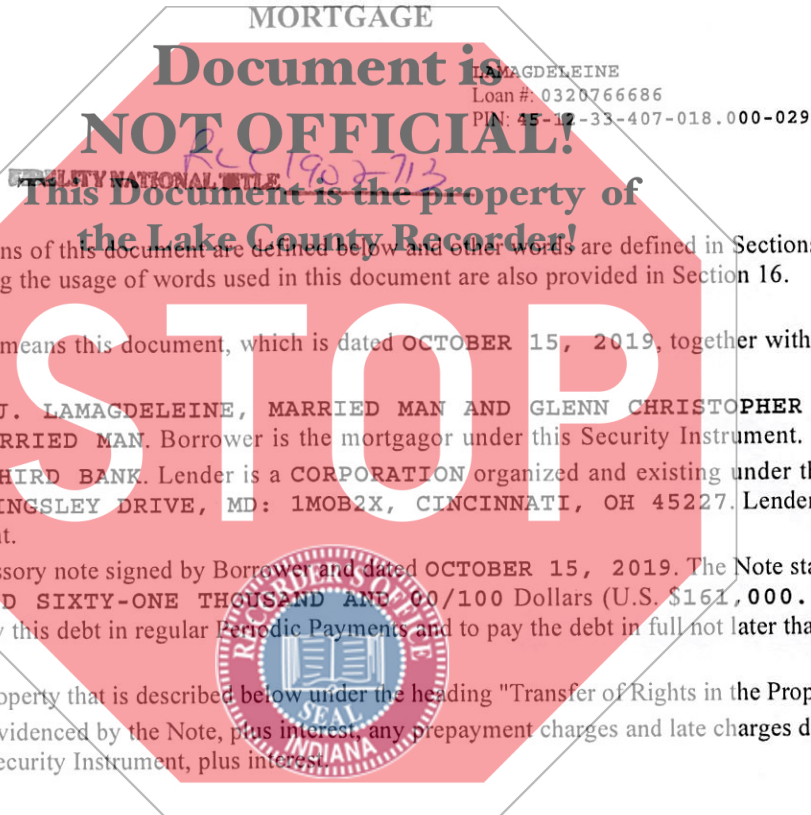 MORTGAGE
Document is
NOT OFFICIAL!
This Document is the property of
the Lake County Recorder!
LAMAGDELEINE
Loan #: 0320766686
PIN: 45-12-33-407-018.000-029
RCC 1902-713
FIDELITY NATIONAL TITLE
ns of this document are defined below and other words are defined in Sections
g the usage of words used in this document are also provided in Section 16.
means this document, which is dated OCTOBER 15, 2019, together with
J. LAMAGDELEINE, MARRIED MAN AND GLENN CHRISTOPHER
RRIED MAN. Borrower is the mortgagor under this Security Instrument.
HIRD BANK. Lender is a CORPORATION organized and existing under th
INGSLEY DRIVE, MD: 1MOB2X, CINCINNATI, OH 45227. Lender
nt.
ssory note signed by Borrower and dated OCTOBER 15, 2019. The Note sta
D SIXTY-ONE THOUSAND AND 00/100 Dollars (U.S. $161,000.
y this debt in regular Periodic Payments and to pay the debt in full not later tha
operty that is described below under the heading "Transfer of Rights in the Prop
videnced by the Note, plus interest, any prepayment charges and late charges d
ecurity Instrument, plus interest.
STOP
RECORDER'S OFFICE
SEAL
INDIANA